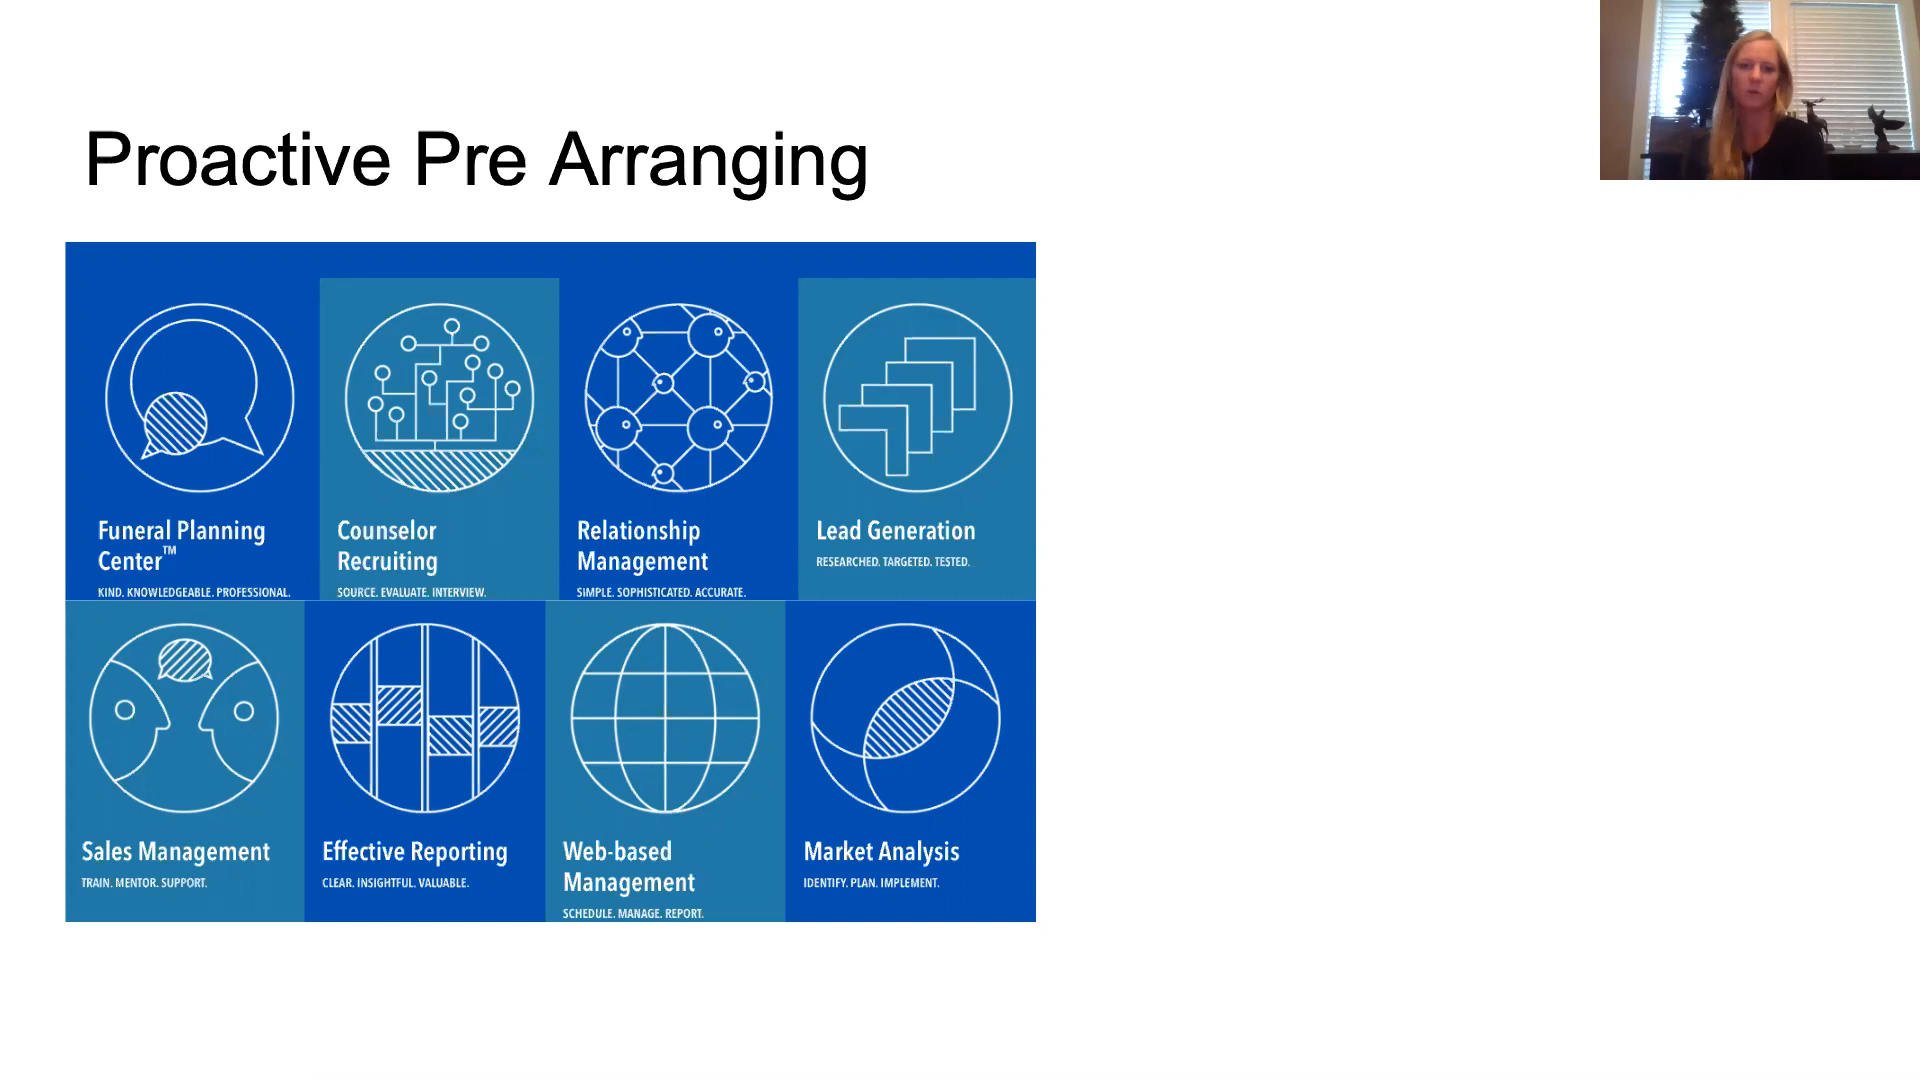 Proactive Pre Arranging
Funeral Planning
Center™
KIND. KNOWLEDGEABLE. PROFESSIONAL.
Counselor
Recruiting
SOURCE. EVALUATE. INTERVIEW.
Relationship
Management
SIMPLE. SOPHISTICATED. ACCURATE.
Lead Generation
RESEARCHED. TARGETED. TESTED.
Sales Management
TRAIN. MENTOR. SUPPORT.
Effective Reporting
CLEAR. INSIGHTFUL. VALUABLE.
Web-based
Management
SCHEDULE. MANAGE. REPORT.
Market Analysis
IDENTIFY. PLAN. IMPLEMENT.